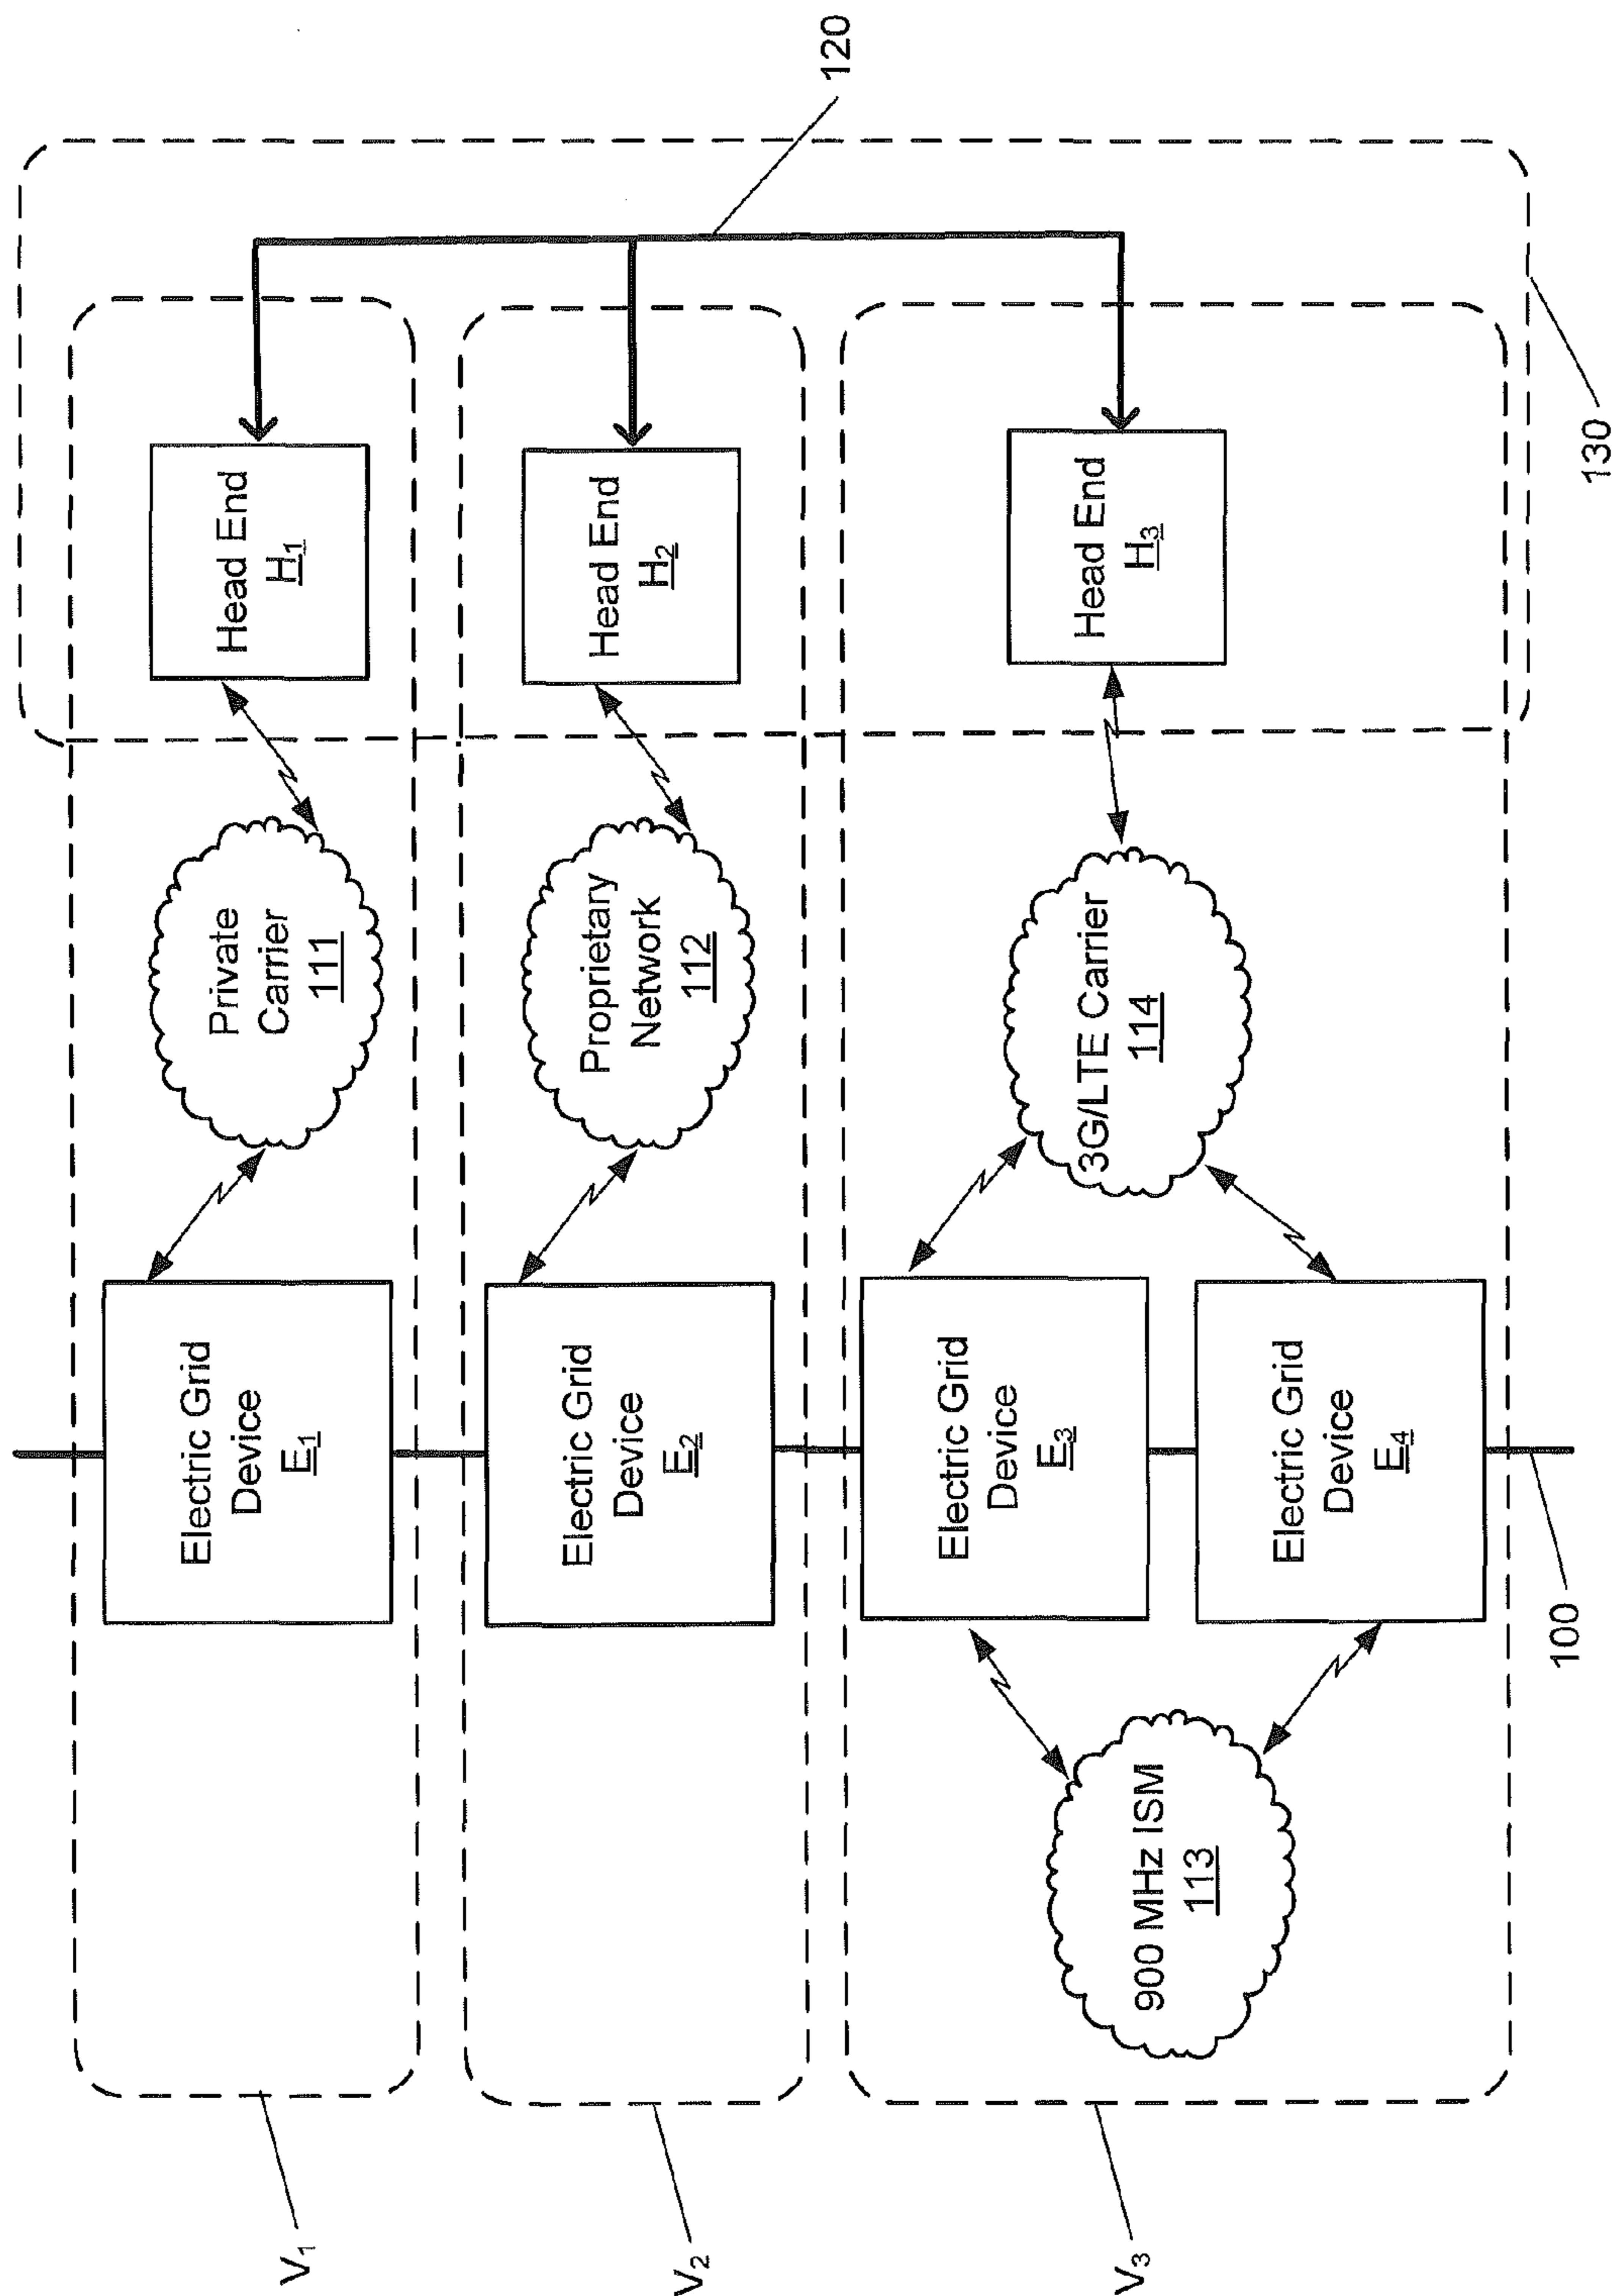 V1
Electric Grid
Device
E1
Private
Carrier
111
Head End
H1
V2
Electric Grid
Device
E2
Proprietary
Network
112
Head End
H2
120
V3
900 MHz ISM
113
Electric Grid
Device
E3
Electric Grid
Device
E4
3G/LTE Carrier
114
Head End
H3
100
130